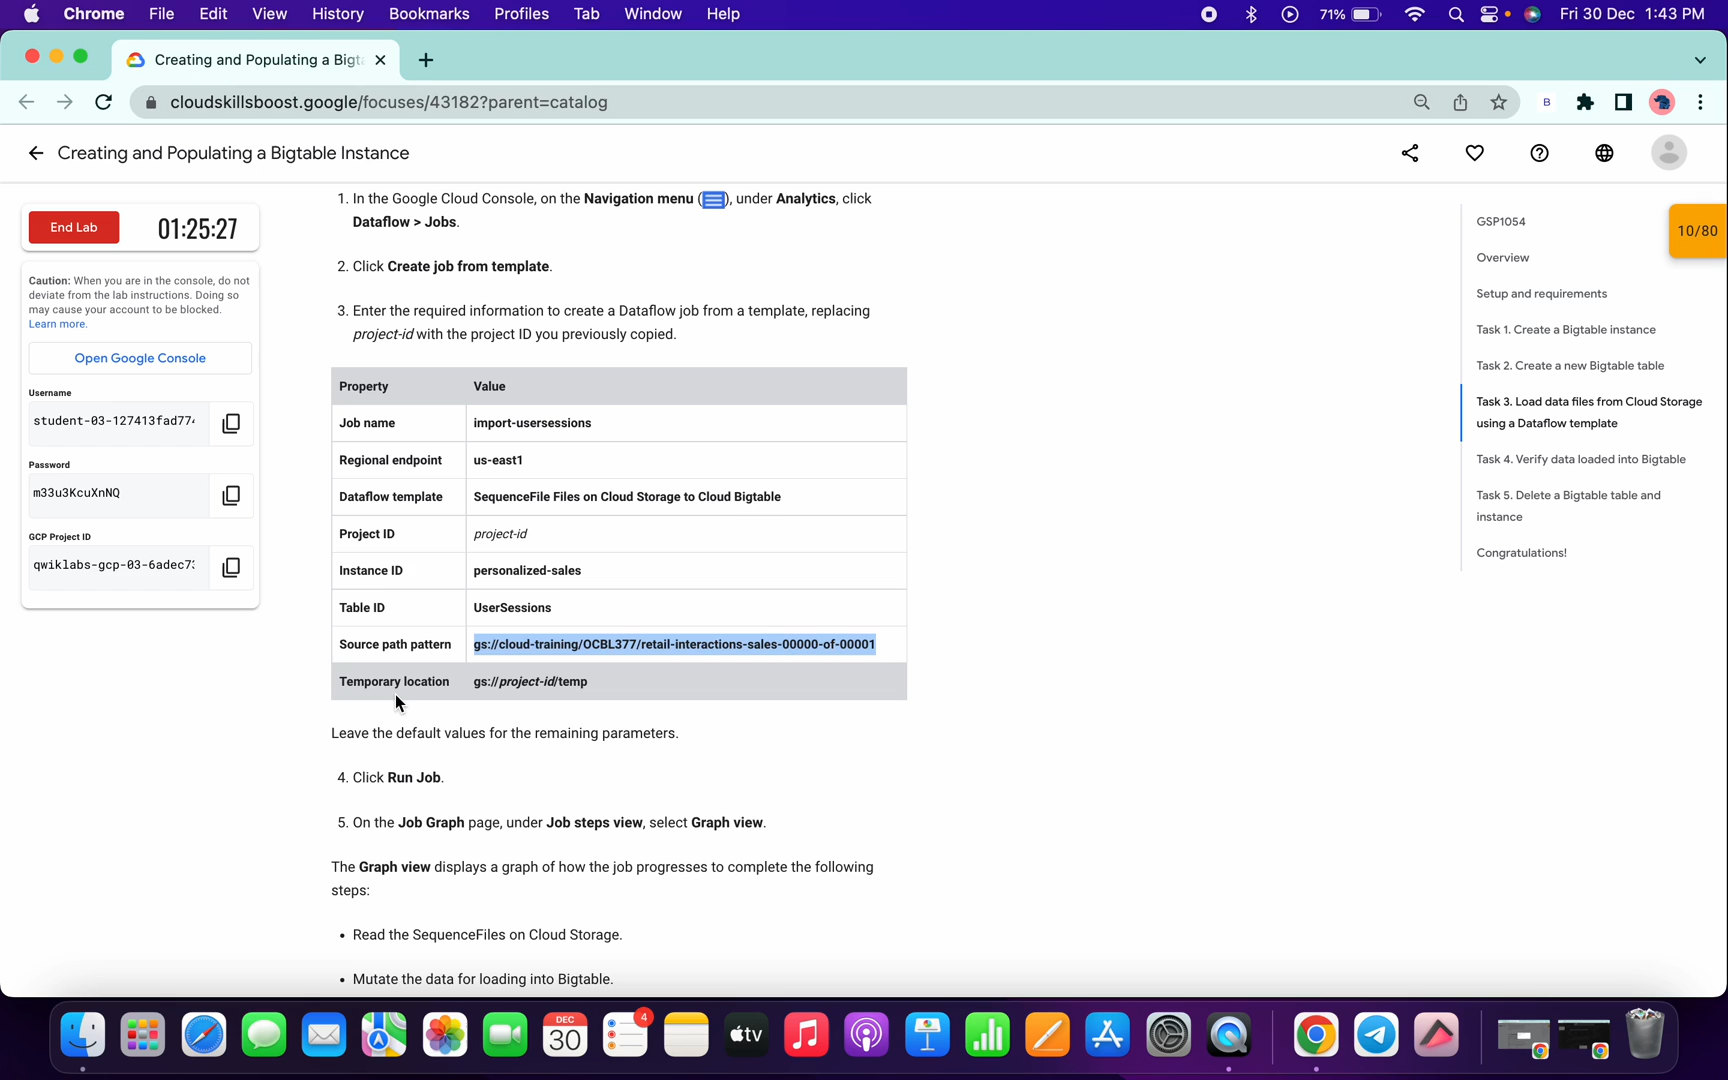 Chrome File Edit View History Bookmarks Profiles Tab Window Help 71% Fri 30 Dec 1:43 PM
Creating and Populating a Bigta
cloudskillsboost.google/focuses/43182?parent=catalog
B
Creating and Populating a Bigtable Instance
End Lab
01:25:27
Caution: When you are in the console, do not
deviate from the lab instructions. Doing so
may cause your account to be blocked.
Learn more.
Open Google Console
Username
student-03-127413fad774
Password
m33u3KcuXnNQ
GCP Project ID
qwiklabs-gcp-03-6adec73
1. In the Google Cloud Console, on the Navigation menu (), under Analytics, click
Dataflow > Jobs.
2. Click Create job from template.
3. Enter the required information to create a Dataflow job from a template, replacing
project-id with the project ID you previously copied.
Property Value
Job name import-usersessions
Regional endpoint us-east1
Dataflow template SequenceFile Files on Cloud Storage to Cloud Bigtable
Project ID project-id
Instance ID personalized-sales
Table ID UserSessions
Source path pattern gs://cloud-training/OCBL377/retail-interactions-sales-00000-of-00001
Temporary location gs://project-id/temp
Leave the default values for the remaining parameters.
4. Click Run Job.
5. On the Job Graph page, under Job steps view, select Graph view.
The Graph view displays a graph of how the job progresses to complete the following
steps:
• Read the SequenceFiles on Cloud Storage.
• Mutate the data for loading into Bigtable.
GSP1054
10/80
Overview
Setup and requirements
Task 1. Create a Bigtable instance
Task 2. Create a new Bigtable table
Task 3. Load data files from Cloud Storage
using a Dataflow template
Task 4. Verify data loaded into Bigtable
Task 5. Delete a Bigtable table and
instance
Congratulations!
DEC
30
4
tv